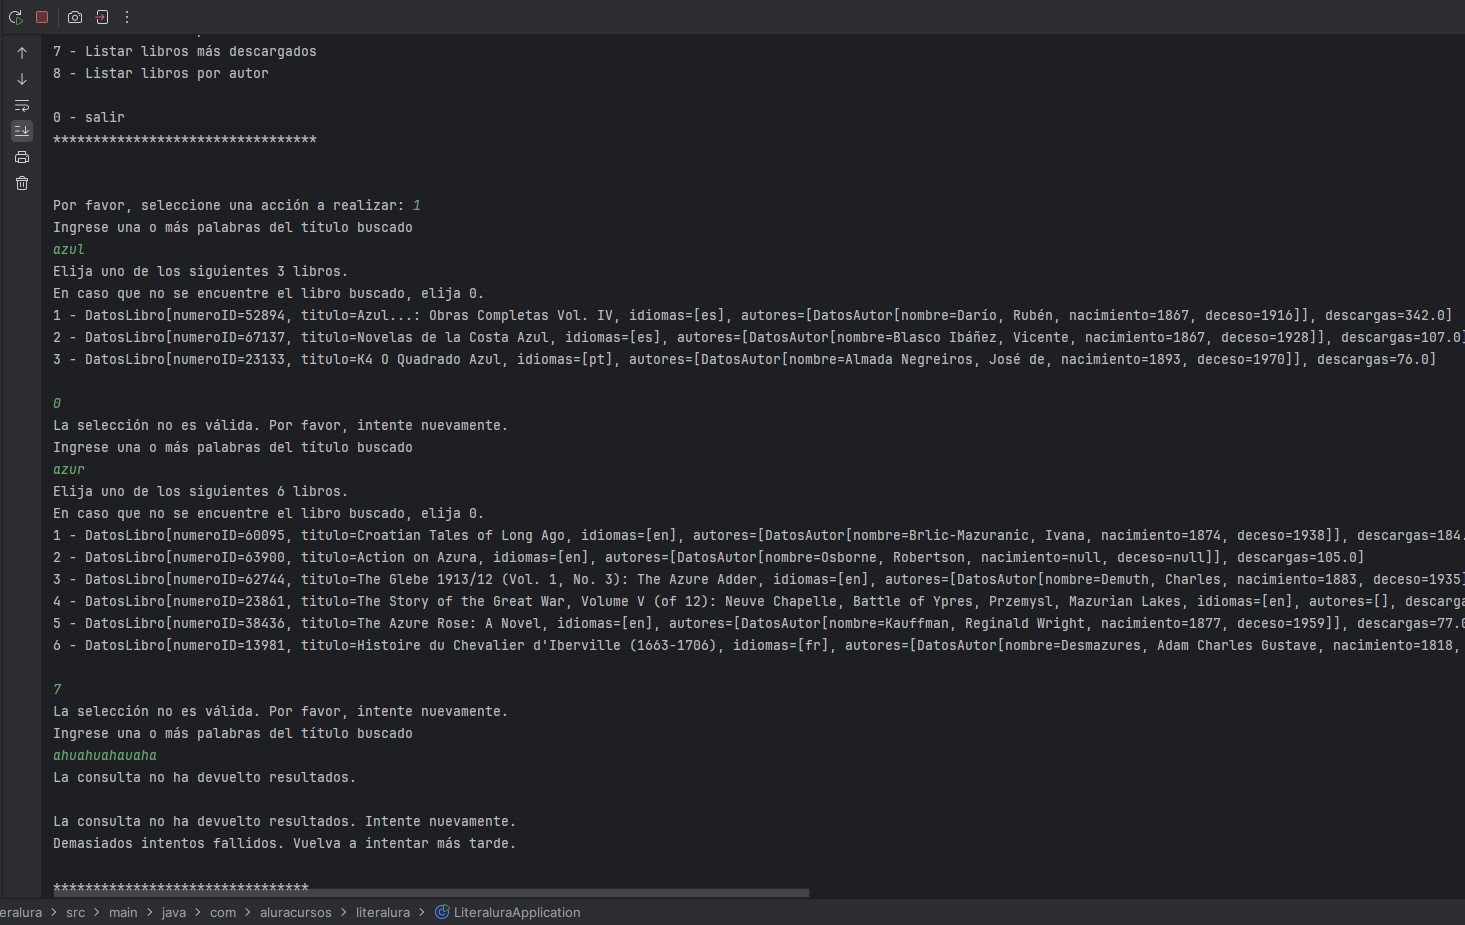 7 - Listar libros más descargados
8 - Listar libros por autor
0 - salir
*********************************
Por favor, seleccione una acción a realizar: 1
Ingrese una o más palabras del título buscado
azul
Elija uno de los siguientes 3 libros.
En caso que no se encuentre el libro buscado, elija 0.
1 - DatosLibro[numeroID=52894, titulo=Azul...: Obras Completas Vol. IV, idiomas=[es], autores=[DatosAutor[nombre=Darío, Rubén, nacimiento=1867, deceso=1916]], descargas=342.0]
2 - DatosLibro[numeroID=67137, titulo=Novelas de la Costa Azul, idiomas=[es], autores=[DatosAutor[nombre=Blasco Ibáñez, Vicente, nacimiento=1867, deceso=1928]], descargas=107.0]
3 - DatosLibro[numeroID=23133, titulo=K4 O Quadrado Azul, idiomas=[pt], autores=[DatosAutor[nombre=Almada Negreiros, José de, nacimiento=1893, deceso=1970]], descargas=76.0]
0
La selección no es válida. Por favor, intente nuevamente.
Ingrese una o más palabras del título buscado
azur
Elija uno de los siguientes 6 libros.
En caso que no se encuentre el libro buscado, elija 0.
1 - DatosLibro[numeroID=60095, titulo=Croatian Tales of Long Ago, idiomas=[en], autores=[DatosAutor[nombre=Brlic-Mazuranic, Ivana, nacimiento=1874, deceso=1938]], descargas=184.
2 - DatosLibro[numeroID=63900, titulo=Action on Azura, idiomas=[en], autores=[DatosAutor[nombre=Osborne, Robertson, nacimiento=null, deceso=null]], descargas=105.0]
3 - DatosLibro[numeroID=62744, titulo=The Glebe 1913/12 (Vol. 1, No. 3): The Azure Adder, idiomas=[en], autores=[DatosAutor[nombre=Demuth, Charles, nacimiento=1883, deceso=1935]
4 - DatosLibro[numeroID=23861, titulo=The Story of the Great War, Volume V (of 12): Neuve Chapelle, Battle of Ypres, Przemysl, Mazurian Lakes, idiomas=[en], autores=[], descarga
5 - DatosLibro[numeroID=38436, titulo=The Azure Rose: A Novel, idiomas=[en], autores=[DatosAutor[nombre=Kauffman, Reginald Wright, nacimiento=1877, deceso=1959]], descargas=77.0
6 - DatosLibro[numeroID=13981, titulo=Histoire du Chevalier d'Iberville (1663-1706), idiomas=[fr], autores=[DatosAutor[nombre=Desmazures, Adam Charles Gustave, nacimiento=1818,
7
La selección no es válida. Por favor, intente nuevamente.
Ingrese una o más palabras del título buscado
ahuahuahauaha
La consulta no ha devuelto resultados.
La consulta no ha devuelto resultados. Intente nuevamente.
Demasiados intentos fallidos. Vuelva a intentar más tarde.
********************************
eralura > src > main > java > com > aluracursos > literalura > LiteraluraApplication